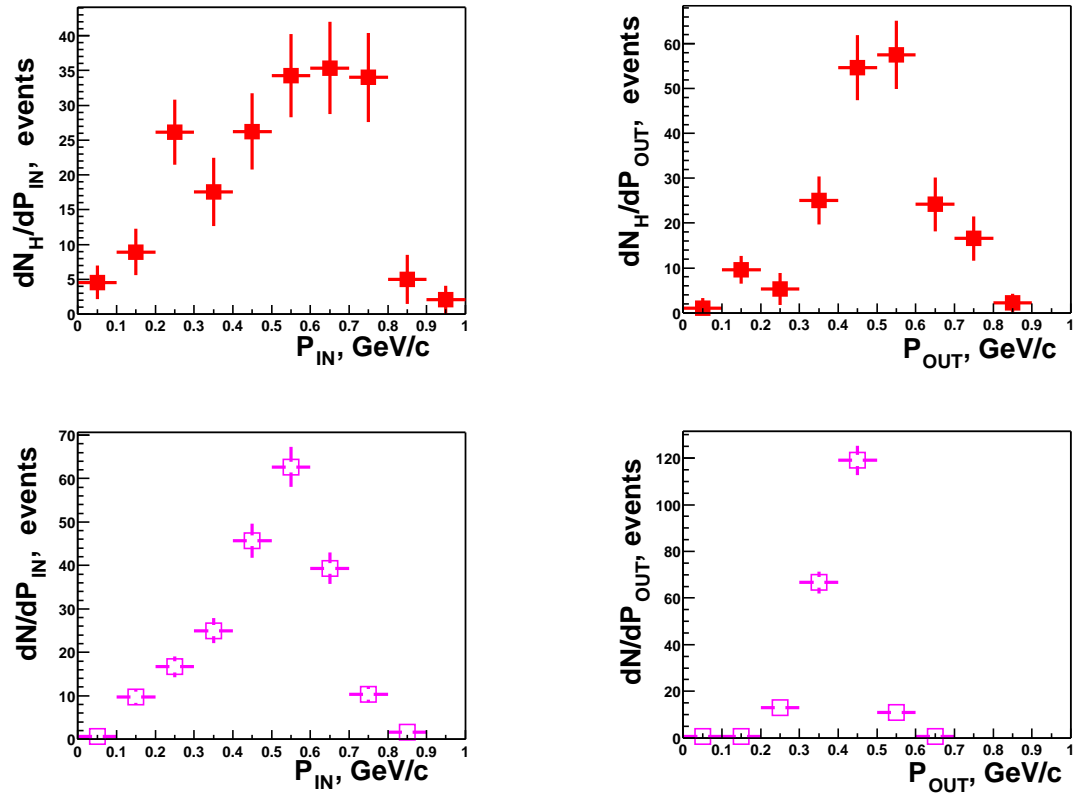 dN_H/dP_IN, events
40
35
30
25
20
15
10
5
0
0 0.1 0.2 0.3 0.4 0.5 0.6 0.7 0.8 0.9 1
P_IN, GeV/c
dN_H/dP_OUT, events
60
50
40
30
20
10
0
0 0.1 0.2 0.3 0.4 0.5 0.6 0.7 0.8 0.9 1
P_OUT, GeV/c
dN/dP_IN, events
70
60
50
40
30
20
10
0
0 0.1 0.2 0.3 0.4 0.5 0.6 0.7 0.8 0.9 1
P_IN, GeV/c
dN/dP_OUT, events
120
100
80
60
40
20
0
0 0.1 0.2 0.3 0.4 0.5 0.6 0.7 0.8 0.9 1
P_OUT, GeV/c